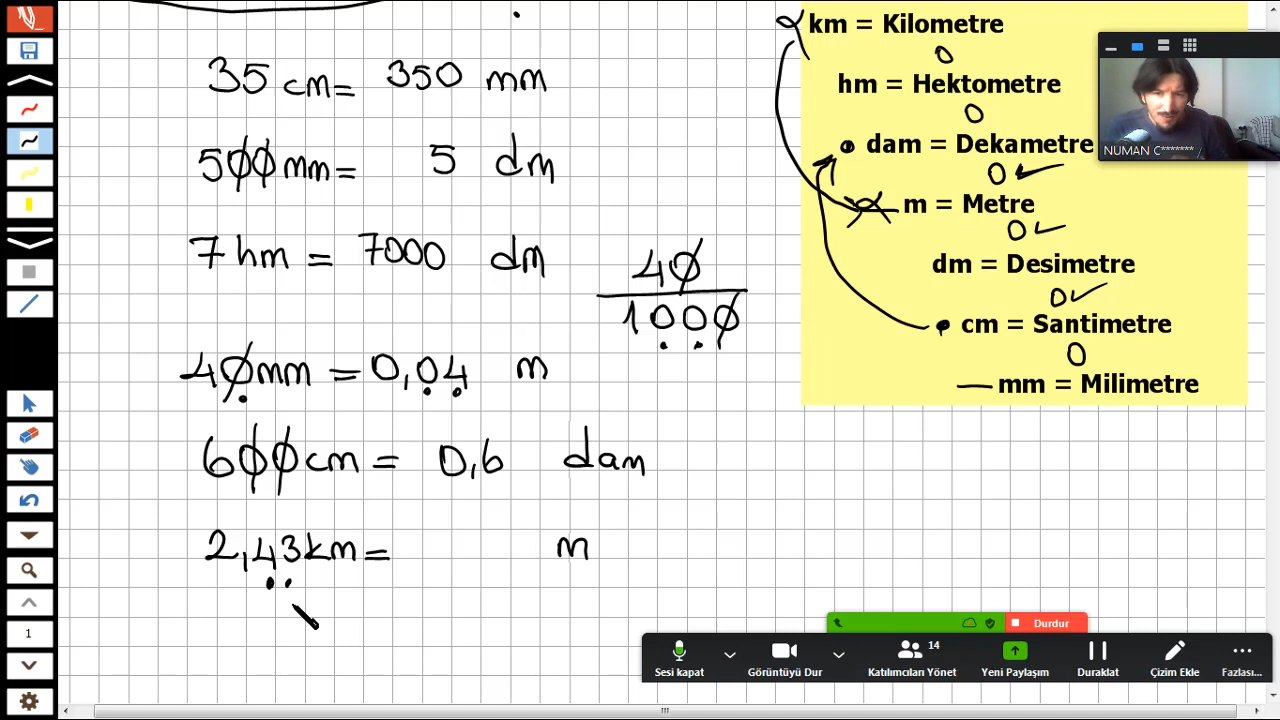 35 cm = 350 mm
500 mm = 5 dm
7 hm = 7000 dm
40
1000
40 mm = 0,04 m
600 cm = 0,6 dam
2,43 km = m
km = Kilometre
0
hm = Hektometre
0
dam = Dekametre
0
m = Metre
0
dm = Desimetre
0
cm = Santimetre
0
mm = Milimetre
NUMAN C*******
1
Durdur
14
Sesi kapat
Görüntüyü Dur
Katılımcıları Yönet
Yeni Paylaşım
Duraklat
Çizim Ekle
Fazlası...